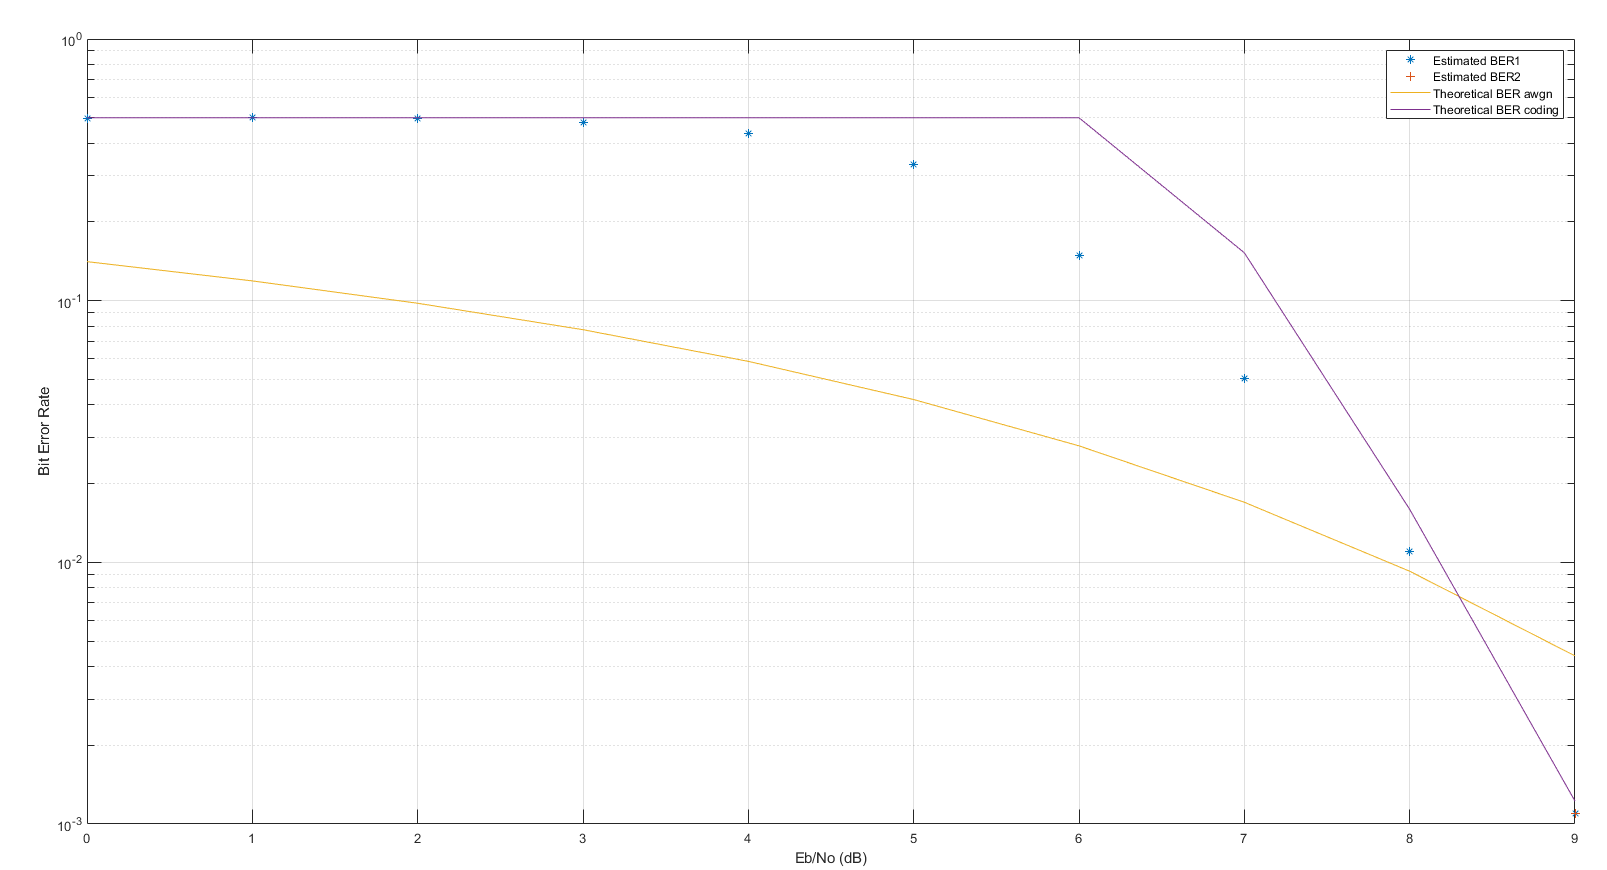 10^0
10^-1
10^-2
10^-3
Bit Error Rate
Estimated BER1
Estimated BER2
Theoretical BER awgn
Theoretical BER coding
0 1 2 3 4 5 6 7 8 9
Eb/No (dB)